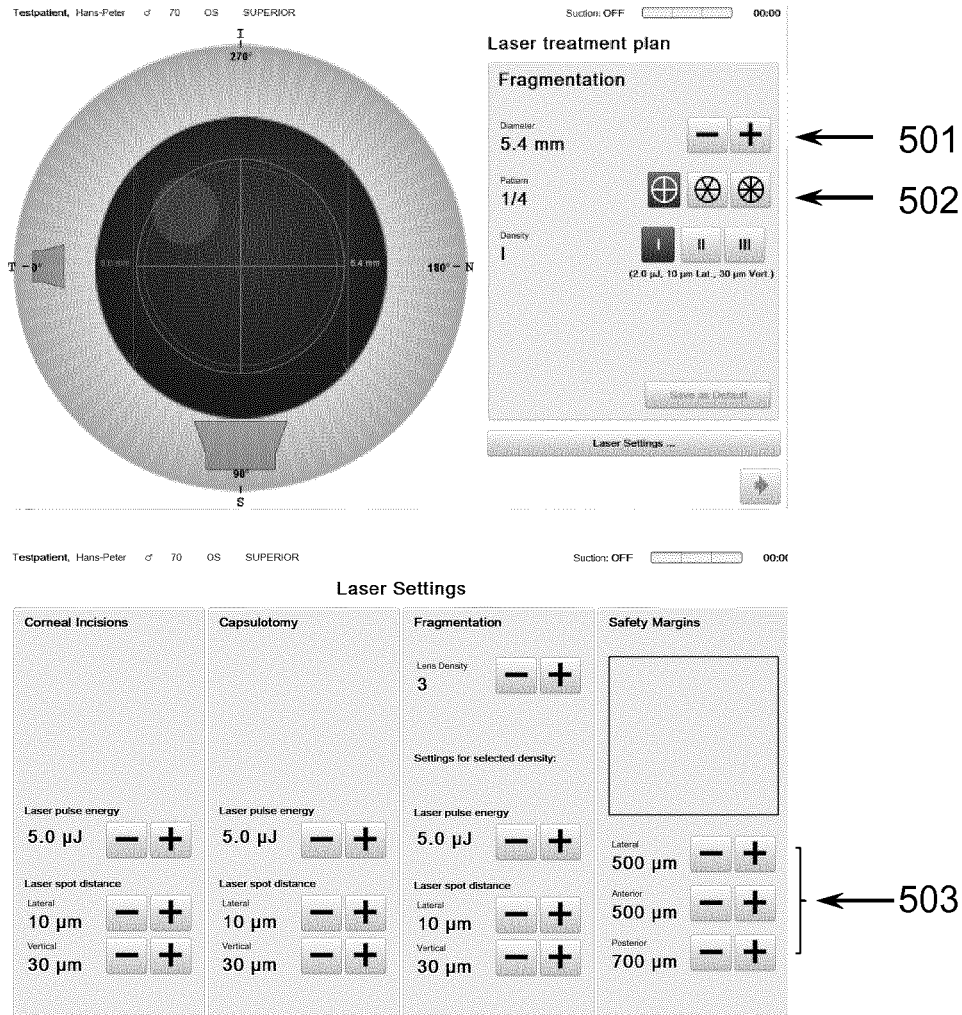 Testpatient, Hans-Peter ♂ 70 OS SUPERIOR Suction: OFF 00:00
I
270°
Laser treatment plan
Fragmentation
Diameter
5.4 mm
501
Pattern
1/4
502
Density
I
I II III
(2.0 µJ, 10 µm Lat., 30 µm Vert.)
T - 0°
5.4 mm
180° - N
Save as Default
Laser Settings ...
90°
S
Testpatient, Hans-Peter ♂ 70 OS SUPERIOR Suction: OFF 00:00
Laser Settings
Corneal Incisions Capsulotomy Fragmentation Safety Margins
Lens Density
3
Settings for selected density:
Laser pulse energy Laser pulse energy Laser pulse energy
5.0 µJ 5.0 µJ 5.0 µJ
Lateral
500 µm
Laser spot distance Laser spot distance Laser spot distance
Lateral Lateral Lateral Anterior
10 µm 10 µm 10 µm 500 µm
503
Vertical Vertical Vertical Posterior
30 µm 30 µm 30 µm 700 µm